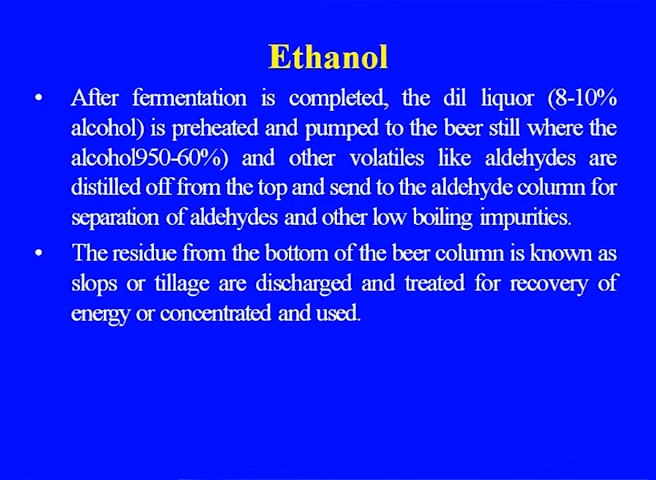 Ethanol
• After fermentation is completed, the dil liquor (8-10%
alcohol) is preheated and pumped to the beer still where the
alcohol950-60%) and other volatiles like aldehydes are
distilled off from the top and send to the aldehyde column for
separation of aldehydes and other low boiling impurities.
• The residue from the bottom of the beer column is known as
slops or tillage are discharged and treated for recovery of
energy or concentrated and used.